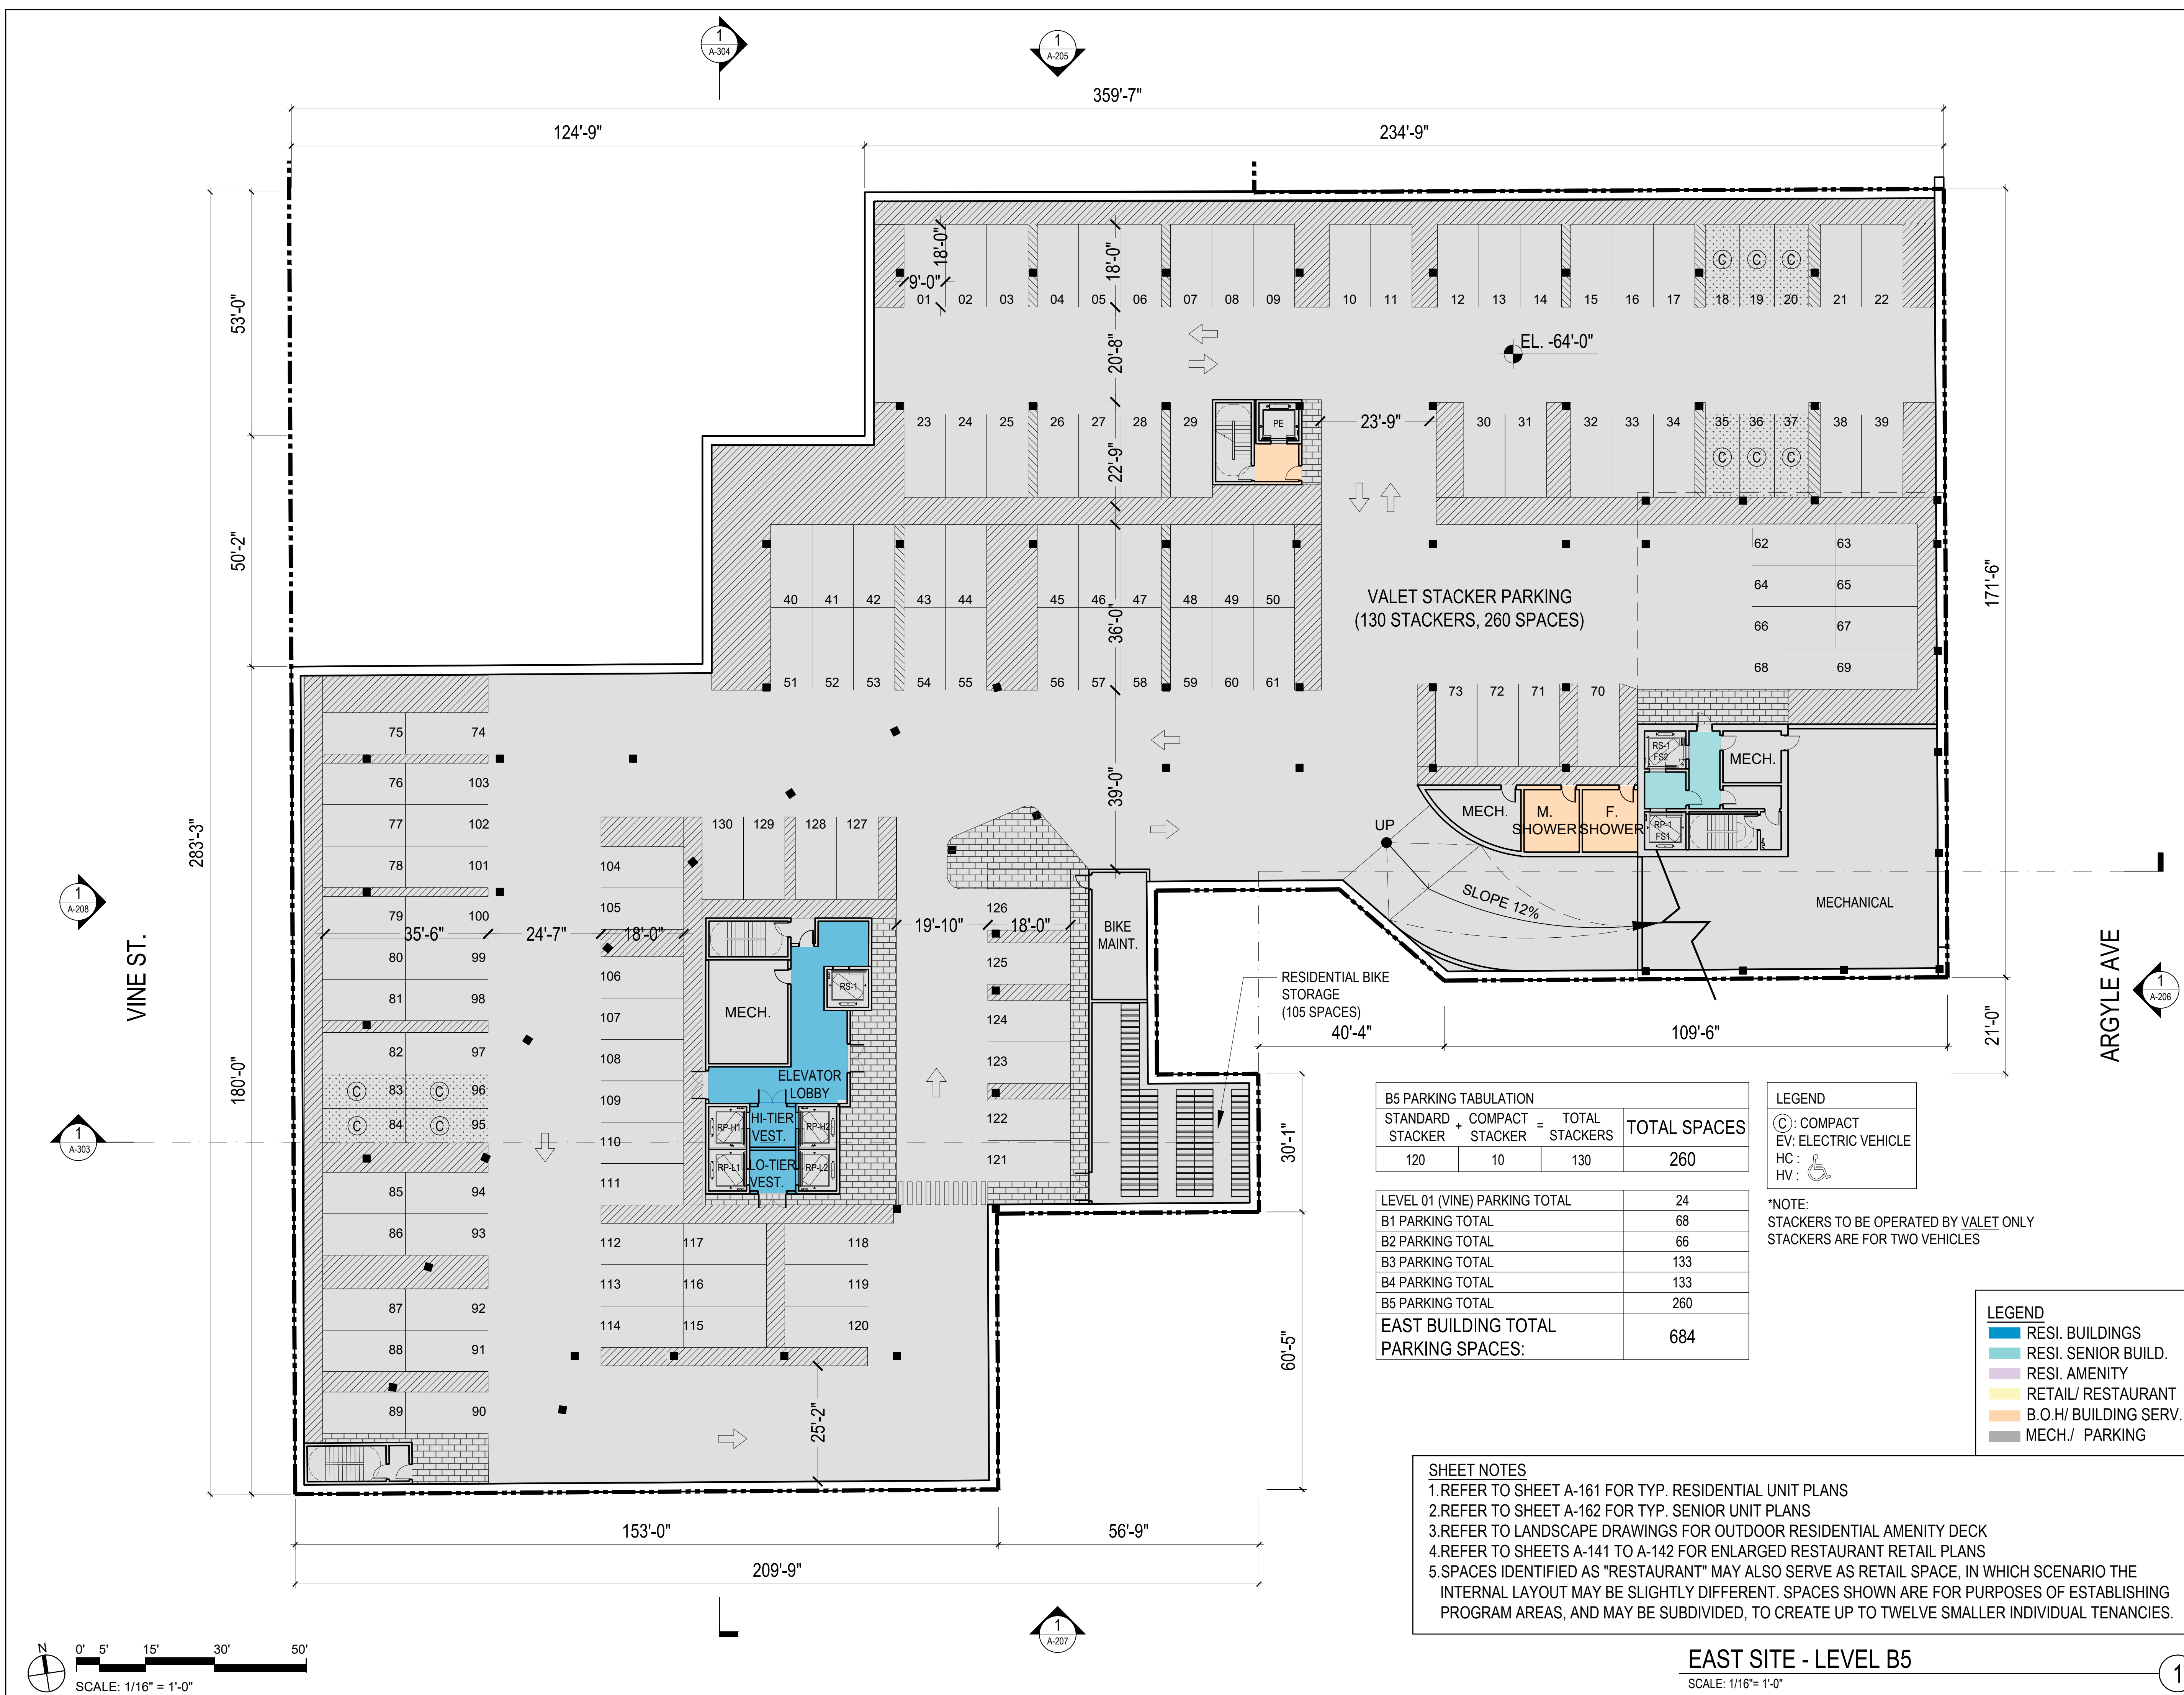 1
A-304
1
A-205
359'-7"
124'-9"
234'-9"
18'-0"
9'-0"
18'-0"
01 02 03 04 05 06 07 08 09 10 11 12 13 14 15 16 17 18 19 20 21 22
C C C
53'-0"
20'-8"
EL. -64'-0"
23 24 25 26 27 28 29 30 31 32 33 34 35 36 37 38 39
C C C
PE
23'-9"
22'-9"
50'-2"
171'-6"
62 63
64 65
66 67
68 69
40 41 42 43 44 45 46 47 48 49 50
36'-0"
VALET STACKER PARKING
(130 STACKERS, 260 SPACES)
51 52 53 54 55 56 57 58 59 60 61
73 72 71 70
75 74
76 103
77 102
78 101
79 100
80 99
81 98
82 97
C 83 C 96
C 84 C 95
85 94
86 93
87 92
88 91
89 90
39'-0"
RS-1
FS2
MECH.
MECH.
M.
SHOWER
F.
SHOWER
RP-1
FS1
UP
SLOPE 12%
MECHANICAL
283'-3"
180'-0"
130 129 128 127
104
105
106
107
108
109
110
111
35'-6"
24'-7"
18'-0"
19'-10"
18'-0"
126
125
124
123
122
121
BIKE
MAINT.
RS-1
MECH.
ELEVATOR
LOBBY
HI-TIER
VEST.
LO-TIER
VEST.
RP-H1
RP-H2
RP-L1
RP-L2
RESIDENTIAL BIKE
STORAGE
(105 SPACES)
40'-4"
109'-6"
21'-0"
1
A-208
VINE ST.
1
A-303
ARGYLE AVE
1
A-206
112 117 118
113 116 119
114 115 120
25'-2"
30'-1"
60'-5"
153'-0"
56'-9"
209'-9"
B5 PARKING TABULATION
STANDARD STACKER + COMPACT STACKER = TOTAL STACKERS TOTAL SPACES
120 10 130 260
LEVEL 01 (VINE) PARKING TOTAL 24
B1 PARKING TOTAL 68
B2 PARKING TOTAL 66
B3 PARKING TOTAL 133
B4 PARKING TOTAL 133
B5 PARKING TOTAL 260
EAST BUILDING TOTAL
PARKING SPACES: 684
LEGEND
C : COMPACT
EV: ELECTRIC VEHICLE
HC :
HV :
*NOTE:
STACKERS TO BE OPERATED BY VALET ONLY
STACKERS ARE FOR TWO VEHICLES
LEGEND
RESI. BUILDINGS
RESI. SENIOR BUILD.
RESI. AMENITY
RETAIL/ RESTAURANT
B.O.H/ BUILDING SERV.
MECH./ PARKING
SHEET NOTES
1.REFER TO SHEET A-161 FOR TYP. RESIDENTIAL UNIT PLANS
2.REFER TO SHEET A-162 FOR TYP. SENIOR UNIT PLANS
3.REFER TO LANDSCAPE DRAWINGS FOR OUTDOOR RESIDENTIAL AMENITY DECK
4.REFER TO SHEETS A-141 TO A-142 FOR ENLARGED RESTAURANT RETAIL PLANS
5.SPACES IDENTIFIED AS "RESTAURANT" MAY ALSO SERVE AS RETAIL SPACE, IN WHICH SCENARIO THE
INTERNAL LAYOUT MAY BE SLIGHTLY DIFFERENT. SPACES SHOWN ARE FOR PURPOSES OF ESTABLISHING
PROGRAM AREAS, AND MAY BE SUBDIVIDED, TO CREATE UP TO TWELVE SMALLER INDIVIDUAL TENANCIES.
1
A-207
N
0' 5' 15' 30' 50'
SCALE: 1/16" = 1'-0"
EAST SITE - LEVEL B5
SCALE: 1/16"= 1'-0"
1